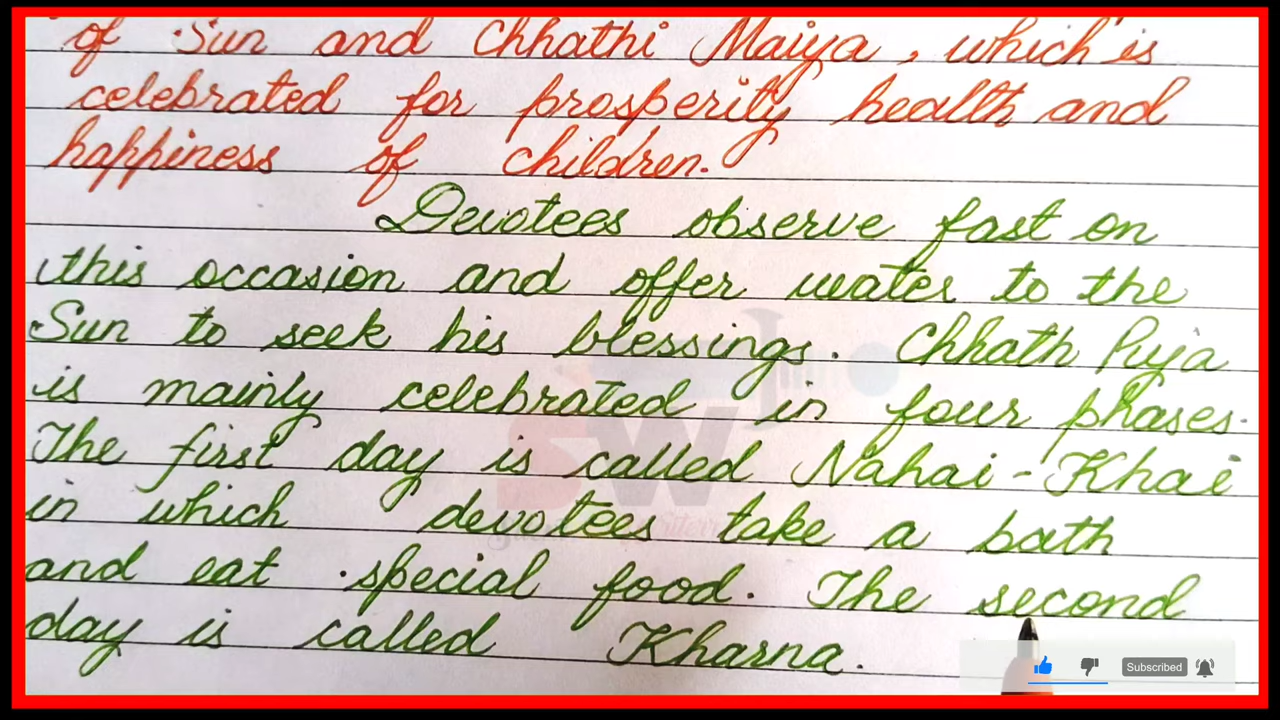 of Sun and Chhathi Maiya, which is
celebrated for prosperity health and
happiness of children.
Devotees observe fast on
this occasion and offer water to the
Sun to seek his blessings. Chhath Puja
is mainly celebrated in four phases.
The first day is called Nahai-Khai
in which devotees take a bath
and eat special food. The second
day is called Kharna.
SW
Subscribed